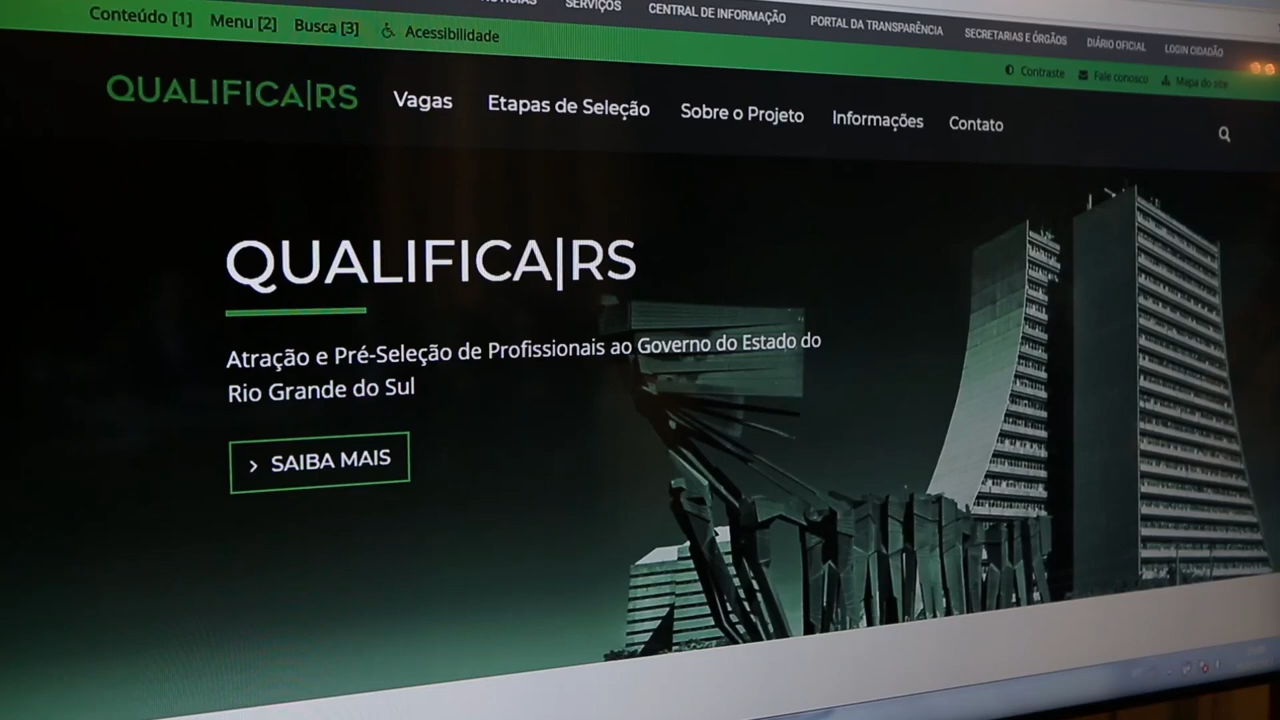 NOTÍCIAS SERVIÇOS CENTRAL DE INFORMAÇÃO PORTAL DA TRANSPARÊNCIA SECRETARIAS E ÓRGÃOS DIÁRIO OFICIAL LOGIN CIDADÃO
Conteúdo [1] Menu [2] Busca [3] Acessibilidade
Contraste Fale conosco Mapa do site
QUALIFICA|RS Vagas Etapas de Seleção Sobre o Projeto Informações Contato
QUALIFICA|RS
Atração e Pré-Seleção de Profissionais ao Governo do Estado do
Rio Grande do Sul
> SAIBA MAIS